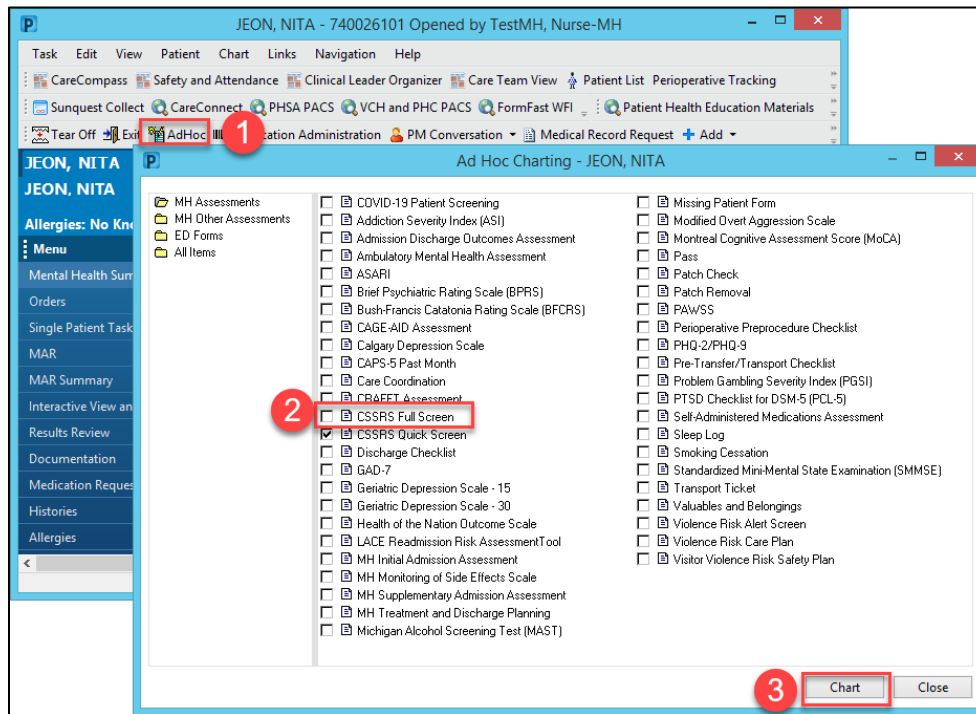 JEON, NITA - 740026101 Opened by TestMH, Nurse-MH
Task Edit View Patient Chart Links Navigation Help
CareCompass Safety and Attendance Clinical Leader Organizer Care Team View Patient List Perioperative Tracking
Sunquest Collect CareConnect PHSA PACS VCH and PHC PACS FormFast WFI Patient Health Education Materials
Tear Off Exi AdHoc ation Administration PM Conversation Medical Record Request Add
1
JEON, NITA
JEON, NITA
Allergies: No Kno
Menu
Mental Health Sum
Orders
Single Patient Task
MAR
MAR Summary
Interactive View an
Results Review
Documentation
Medication Reques
Histories
Allergies
Ad Hoc Charting - JEON, NITA
MH Assessments
MH Other Assessments
ED Forms
All Items
COVID-19 Patient Screening
Addiction Severity Index (ASI)
Admission Discharge Outcomes Assessment
Ambulatory Mental Health Assessment
ASARI
Brief Psychiatric Rating Scale (BPRS)
Bush-Francis Catatonia Rating Scale (BFCRS)
CAGE-AID Assessment
Calgary Depression Scale
CAPS-5 Past Month
Care Coordination
CRAFFT Assessment
2
CSSRS Full Screen
CSSRS Quick Screen
Discharge Checklist
GAD-7
Geriatric Depression Scale - 15
Geriatric Depression Scale - 30
Health of the Nation Outcome Scale
LACE Readmission Risk AssessmentTool
MH Initial Admission Assessment
MH Monitoring of Side Effects Scale
MH Supplementary Admission Assessment
MH Treatment and Discharge Planning
Michigan Alcohol Screening Test (MAST)
Missing Patient Form
Modified Overt Aggression Scale
Montreal Cognitive Assessment Score (MoCA)
Pass
Patch Check
Patch Removal
PAWSS
Perioperative Preprocedure Checklist
PHQ-2/PHQ-9
Pre-Transfer/Transport Checklist
Problem Gambling Severity Index (PGSI)
PTSD Checklist for DSM-5 (PCL-5)
Self-Administered Medications Assessment
Sleep Log
Smoking Cessation
Standardized Mini-Mental State Examination (SMMSE)
Transport Ticket
Valuables and Belongings
Violence Risk Alert Screen
Violence Risk Care Plan
Visitor Violence Risk Safety Plan
3
Chart Close